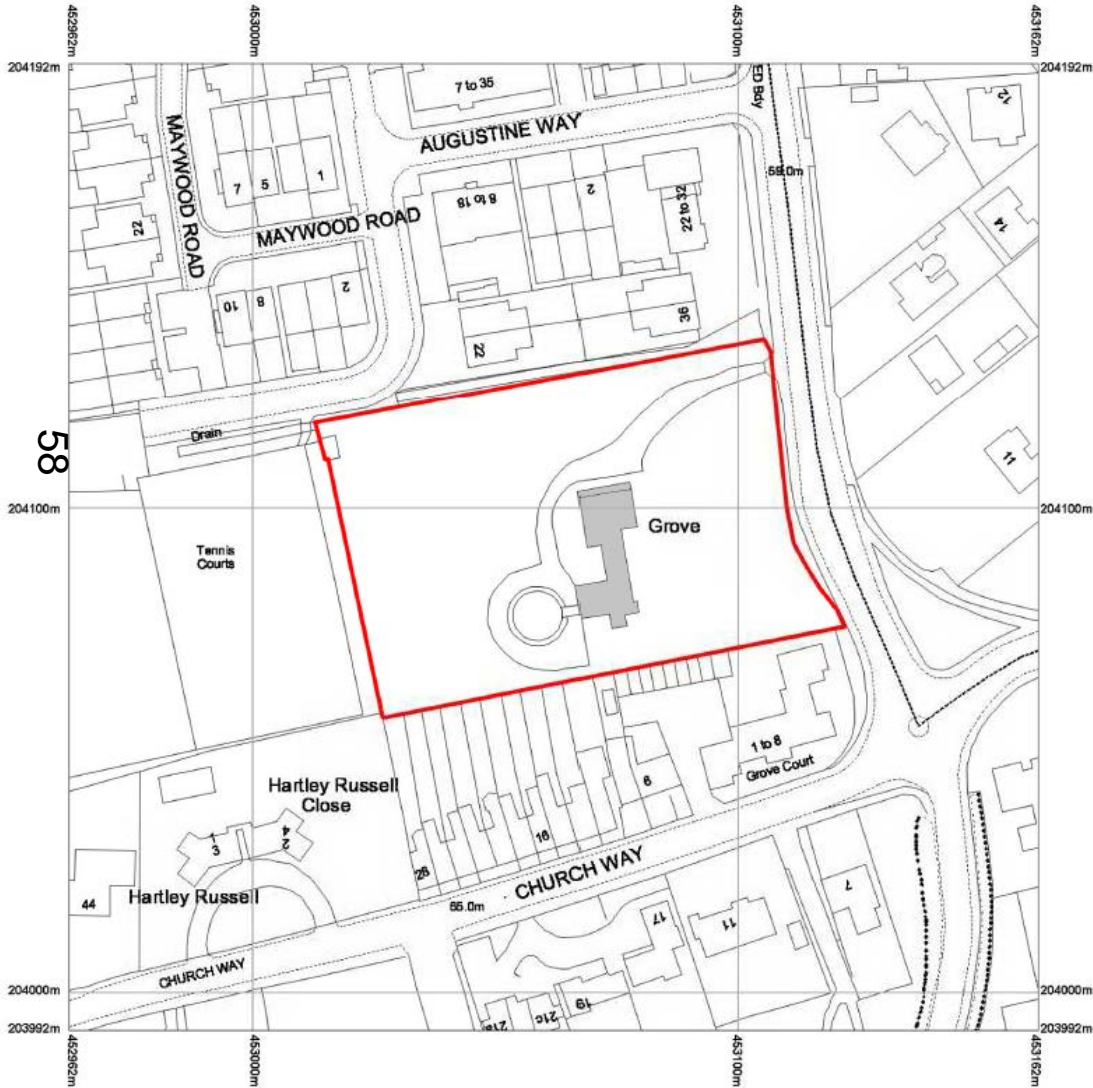 452962m
453000m
453100m
453162m
204192m
204192m
7 to 35
ED Bdy
12
MAYWOOD ROAD
AUGUSTINE WAY
7
5
1
59.0m
8 to 18
2
22 to 32
22
MAYWOOD ROAD
14
10
8
2
36
22
Drain
58
11
204100m
204100m
Grove
Tennis
Courts
1 to 8
Grove Court
Hartley Russell
Close
6
1
3
4
2
16
28
CHURCH WAY
44
Hartley Russell
65.0m
17
11
7
CHURCH WAY
19
21c
21a
204000m
204000m
203992m
203992m
452962m
453000m
453100m
453162m